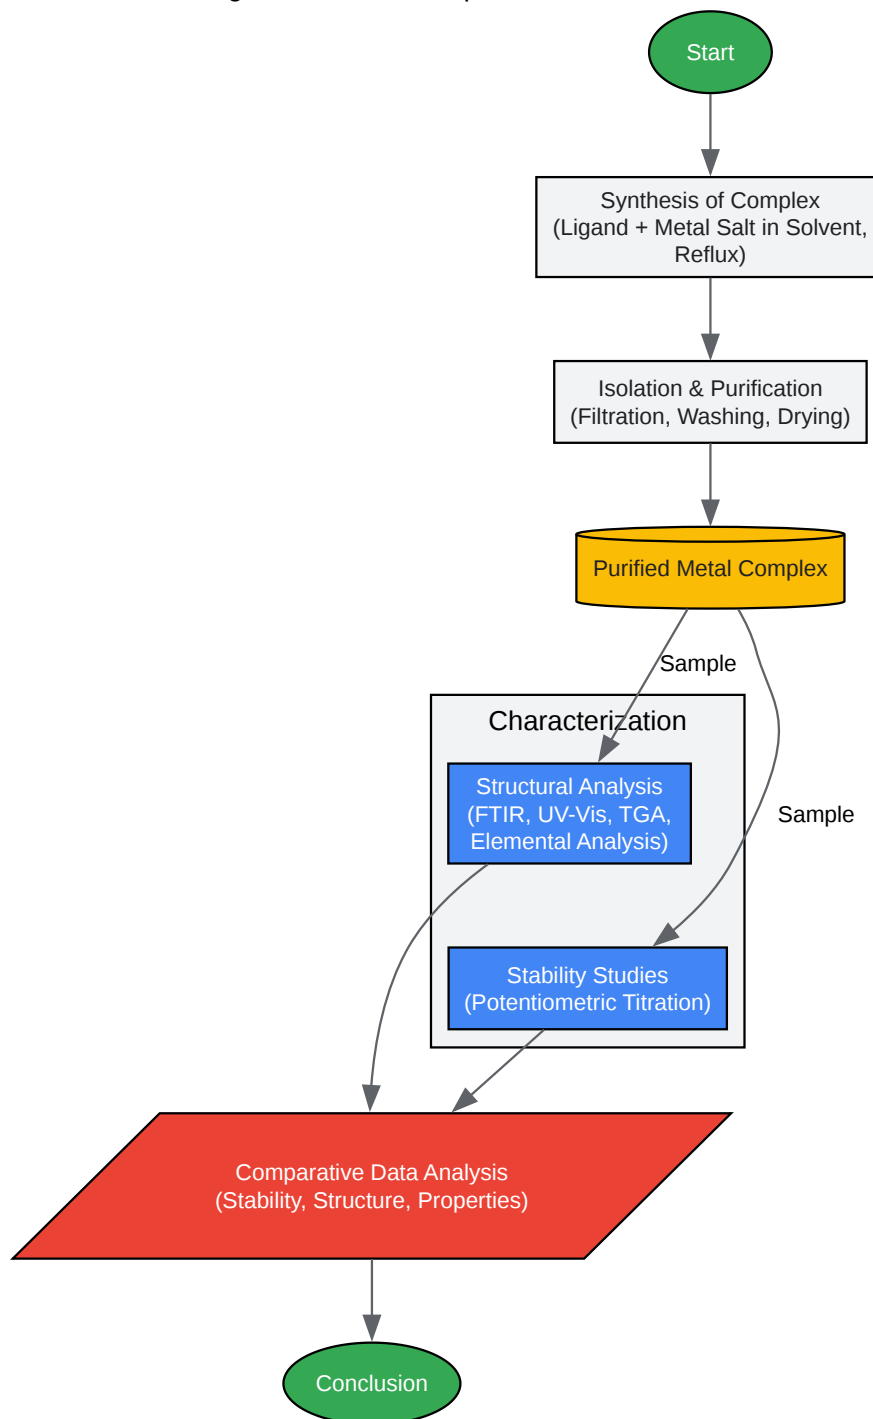 Start
Synthesis of Complex
(Ligand + Metal Salt in Solvent,
Reflux)
Isolation & Purification
(Filtration, Washing, Drying)
Purified Metal Complex
Sample
Characterization
Structural Analysis
(FTIR, UV-Vis, TGA,
Elemental Analysis)
Sample
Stability Studies
(Potentiometric Titration)
Comparative Data Analysis
(Stability, Structure, Properties)
Conclusion